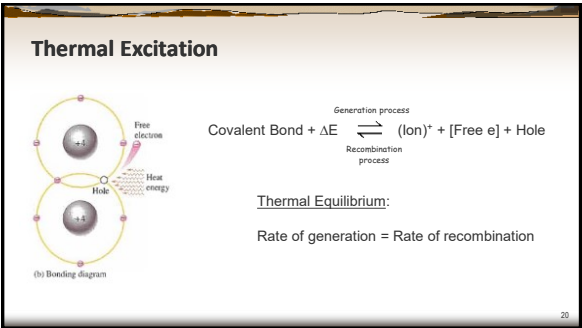 Thermal Excitation
Generation process
Covalent Bond + ΔE ⇌ (Ion)⁺ + [Free e] + Hole
Recombination
process
Free
electron
+4
Heat
energy
Hole
+4
(b) Bonding diagram
Thermal Equilibrium:
Rate of generation = Rate of recombination
20